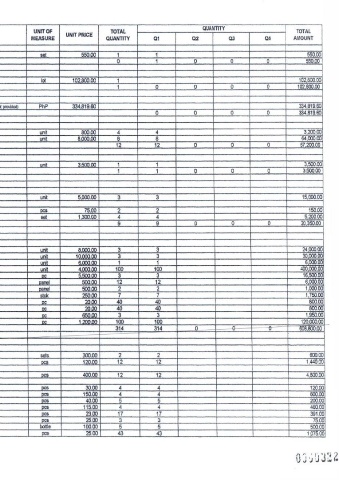 UNIT OF MEASURE UNIT PRICE TOTAL QUANTITY QUANTITY TOTAL AMOUNT
Q1 Q2 Q3 Q4
set 550.00 1 1 550.00
0 1 0 0 0 550.00
lot 102,800.00 1 102,800.00
1 0 0 0 0 102,800.00
PhP 334,819.60 334,819.60
0 0 0 0 334,819.60
unit 800.00 4 4 3,200.00
unit 8,000.00 8 8 64,000.00
12 12 0 0 0 67,200.00
unit 3,500.00 1 1 3,500.00
1 1 0 0 0 3,500.00
unit 5,000.00 3 3 15,000.00
pcs 75.00 2 2 150.00
set 1,300.00 4 4 5,200.00
9 9 0 0 0 20,350.00
unit 8,000.00 3 3 24,000.00
unit 10,000.00 3 3 30,000.00
unit 6,000.00 1 1 6,000.00
unit 4,000.00 100 100 400,000.00
pc 5,500.00 3 3 16,500.00
panel 500.00 12 12 6,000.00
panel 500.00 2 2 1,000.00
250.00 7 7 1,750.00
pc 20.00 40 40 800.00
pc 20.00 40 40 800.00
pc 650.00 3 3 1,950.00
pc 1,200.00 100 100 120,000.00
314 314 0 0 0 608,800.00
sets 300.00 2 2 600.00
pcs 120.00 12 12 1,440.00
pcs 400.00 12 12 4,800.00
pcs 30.00 4 4 120.00
pcs 150.00 4 4 600.00
pcs 40.00 5 5 200.00
pcs 115.00 4 4 460.00
pcs 23.00 17 17 391.00
pcs 25.00 3 3 75.00
bottle 100.00 5 5 500.00
pcs 25.00 43 43 1,075.00